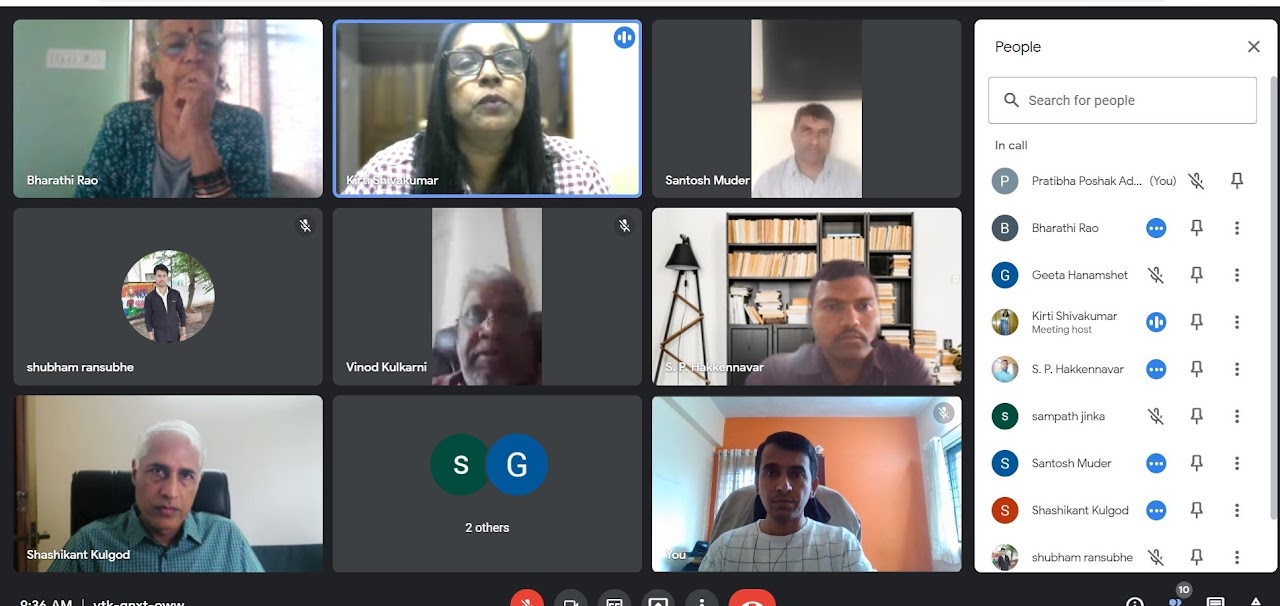 Bharathi Rao
Kirti Shivakumar
Santosh Muder
shubham ransubhe
Vinod Kulkarni
S. P. Hakkennavar
Shashikant Kulgod
S
G
2 others
You
9:36 AM | ytk-qnxt-oww
People
Search for people
In call
P
Pratibha Poshak Ad... (You)
B
Bharathi Rao
G
Geeta Hanamshet
Kirti Shivakumar
Meeting host
S. P. Hakkennavar
s
sampath jinka
S
Santosh Muder
S
Shashikant Kulgod
shubham ransubhe
10